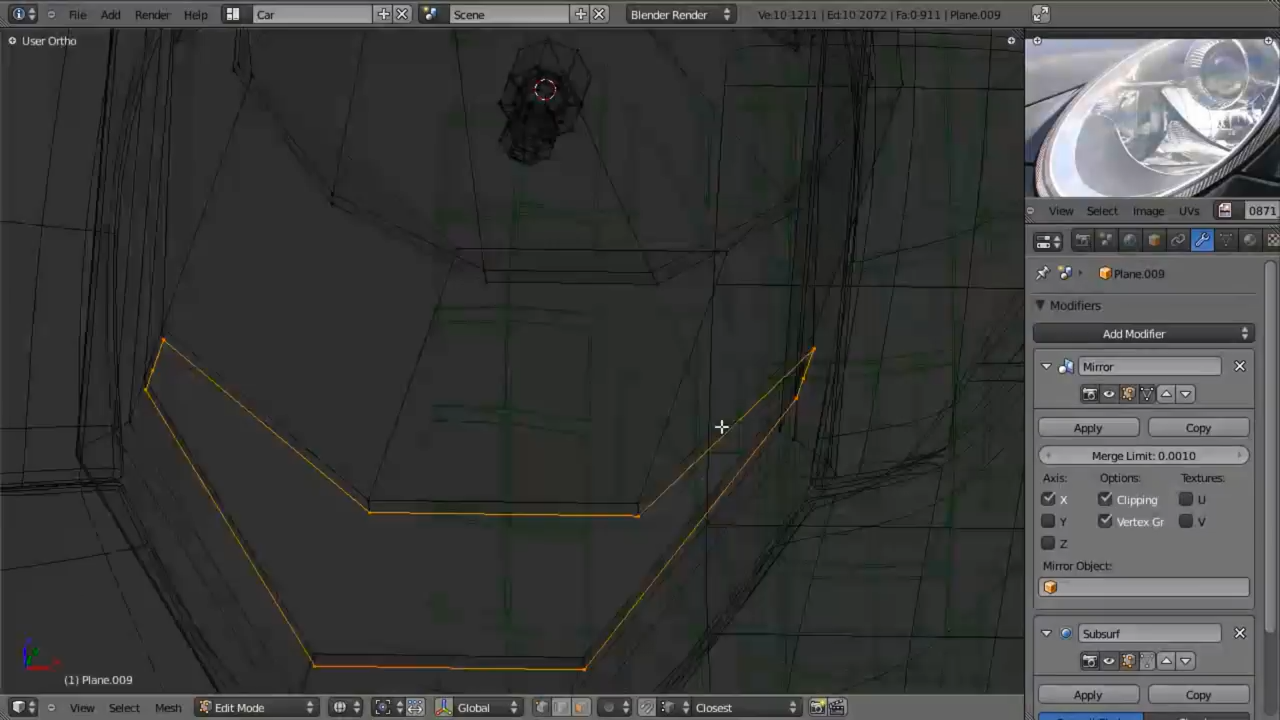 File Add Render Help Car Scene Blender Render Ve:10-1211 | Ed:10-2072 | Fa:0-911 | Plane.009
User Ortho
View Select Image UVs 0871
Plane.009
Modifiers
Add Modifier
Mirror
Apply Copy
Merge Limit: 0.0010
Axis: Options: Textures:
X Clipping U
Y Vertex Gr V
Z
Mirror Object:
Subsurf
(1) Plane.009
Apply Copy
View Select Mesh Edit Mode Global Closest